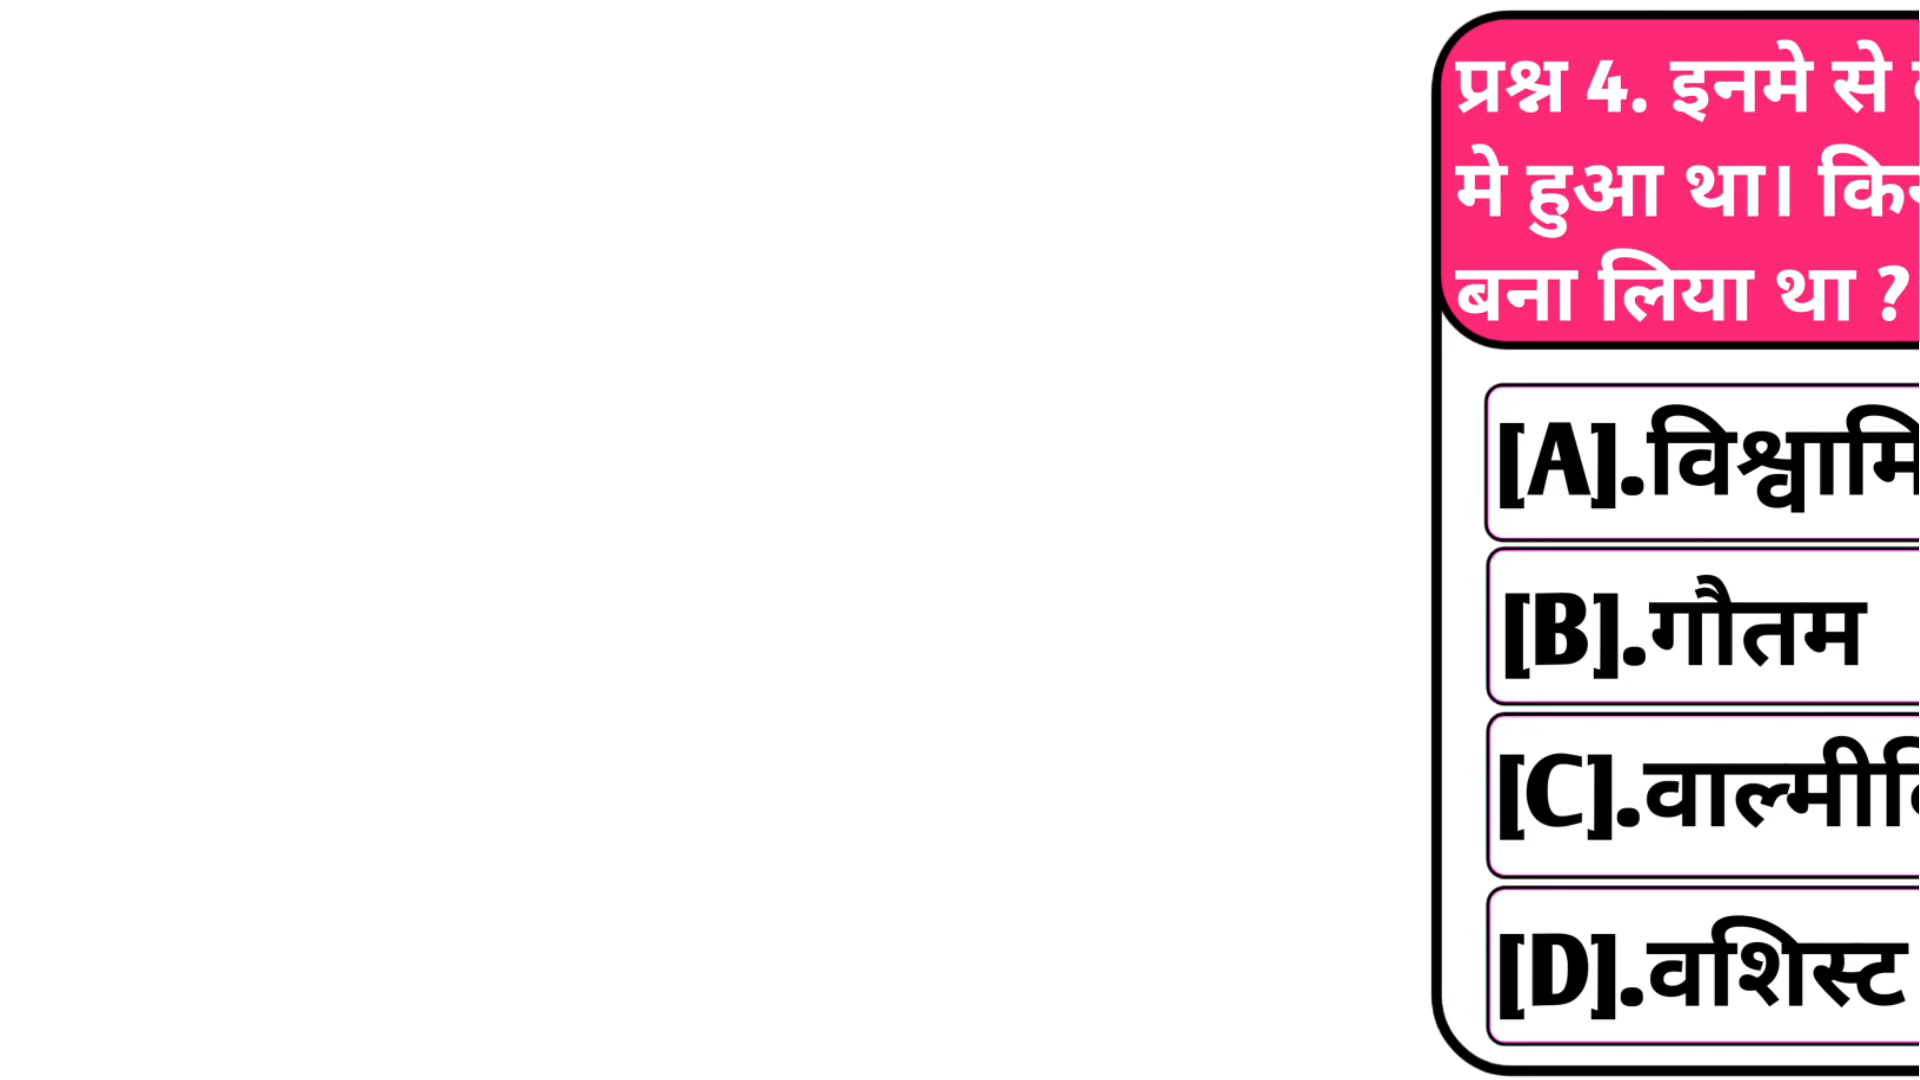 प्रश्न 4. इनमे से
मे हुआ था।
बना लिया था ?
[A].
[B].गौतम
[C].
[D].वशिस्ट